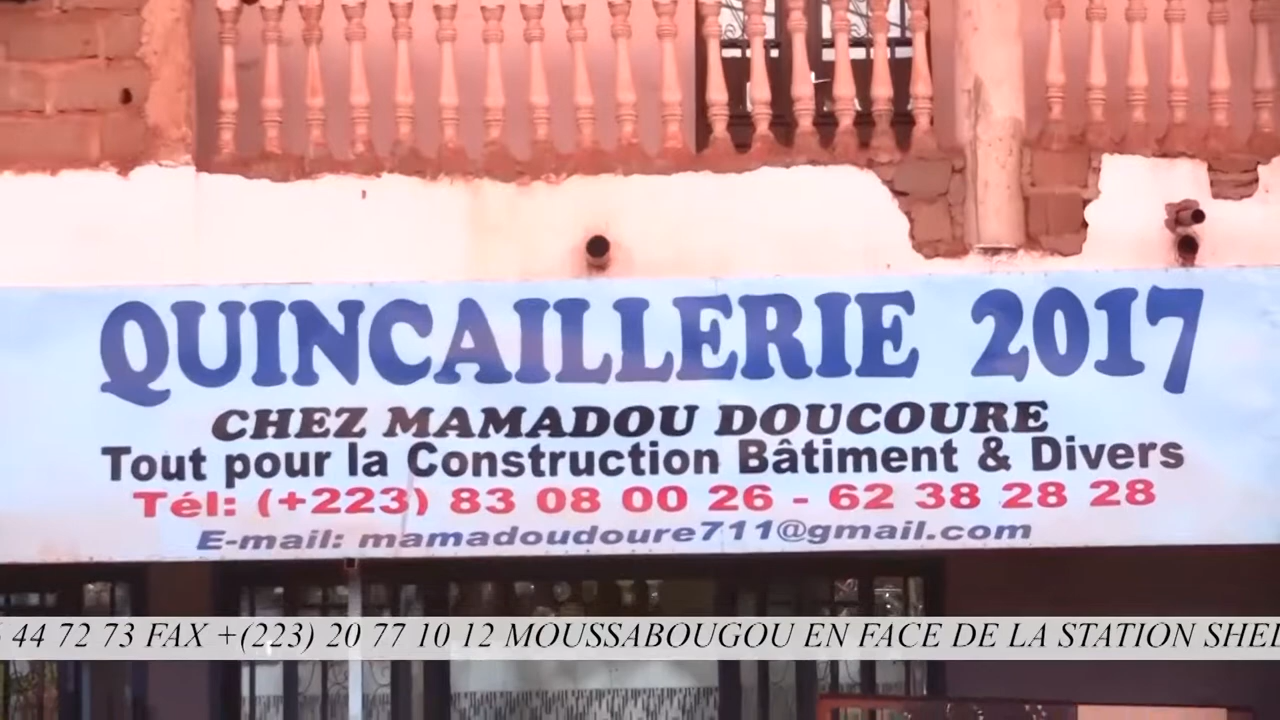 QUINCAILLERIE 2017
CHEZ MAMADOU DOUCOURE
Tout pour la Construction Bâtiment & Divers
Tél: (+223) 83 08 00 26 - 62 38 28 28
E-mail: mamadoudoure711@gmail.com
44 72 73 FAX +(223) 20 77 10 12 MOUSSABOUGOU EN FACE DE LA STATION